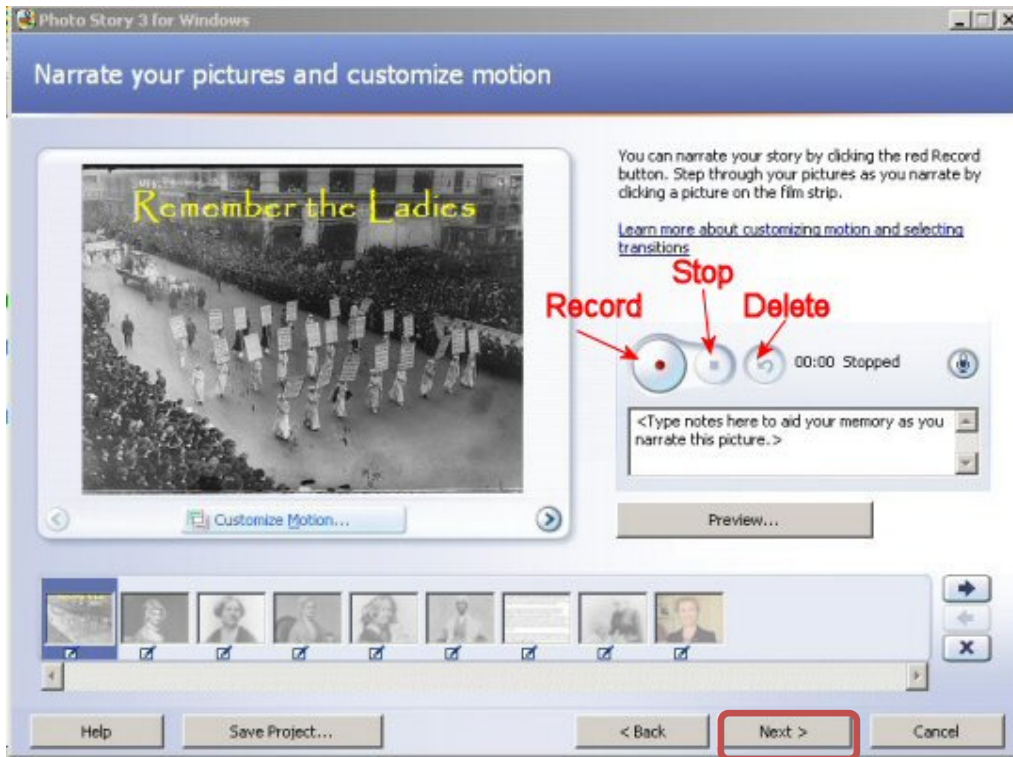 Photo Story 3 for Windows
Narrate your pictures and customize motion
Remember the Ladies
You can narrate your story by clicking the red Record
button. Step through your pictures as you narrate by
clicking a picture on the film strip.
Learn more about customizing motion and selecting
transitions
Stop
Record
Delete
00:00 Stopped
<Type notes here to aid your memory as you
narrate this picture.>
Customize Motion...
Preview...
Help
Save Project...
< Back
Next >
Cancel